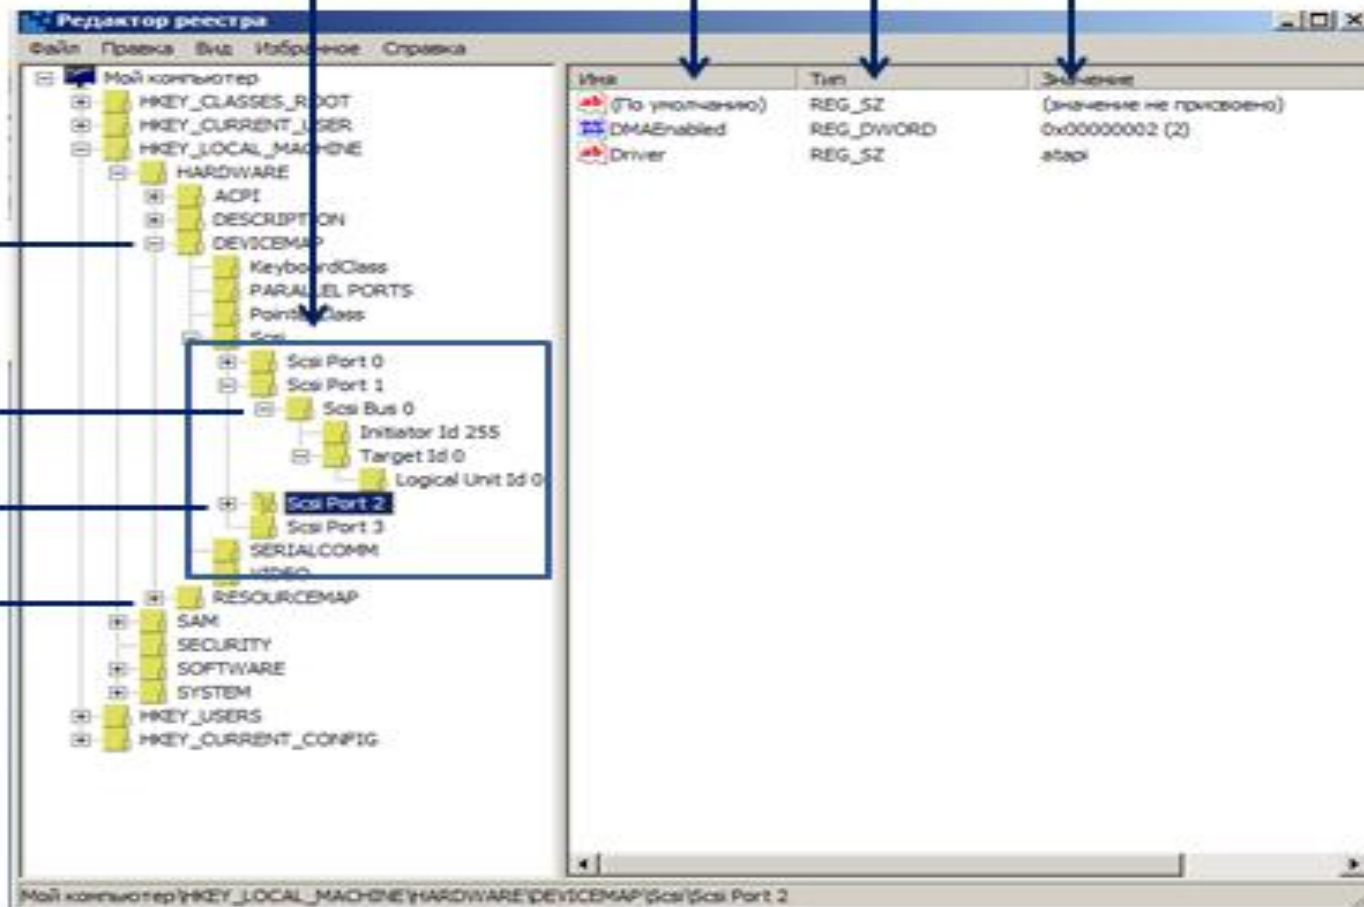 Редактор реестра
Файл Правка Вид Избранное Справка
Мой компьютер
HKEY_CLASSES_ROOT
HKEY_CURRENT_USER
HKEY_LOCAL_MACHINE
HARDWARE
ACPI
DESCRIPTION
DEVICEMAP
KeyboardClass
PARALLEL PORTS
PointerClass
Scsi
Scsi Port 0
Scsi Port 1
Scsi Bus 0
Initiator Id 255
Target Id 0
Logical Unit Id 0
Scsi Port 2
Scsi Port 3
SERIALCOMM
VIDEO
RESOURCEMAP
SAM
SECURITY
SOFTWARE
SYSTEM
HKEY_USERS
HKEY_CURRENT_CONFIG
Имя Тип Значение
(По умолчанию) REG_SZ (значение не присвоено)
DMAEnabled REG_DWORD 0x00000002 (2)
Driver REG_SZ atapi
Мой компьютер\HKEY_LOCAL_MACHINE\HARDWARE\DEVICEMAP\Scsi\Scsi Port 2